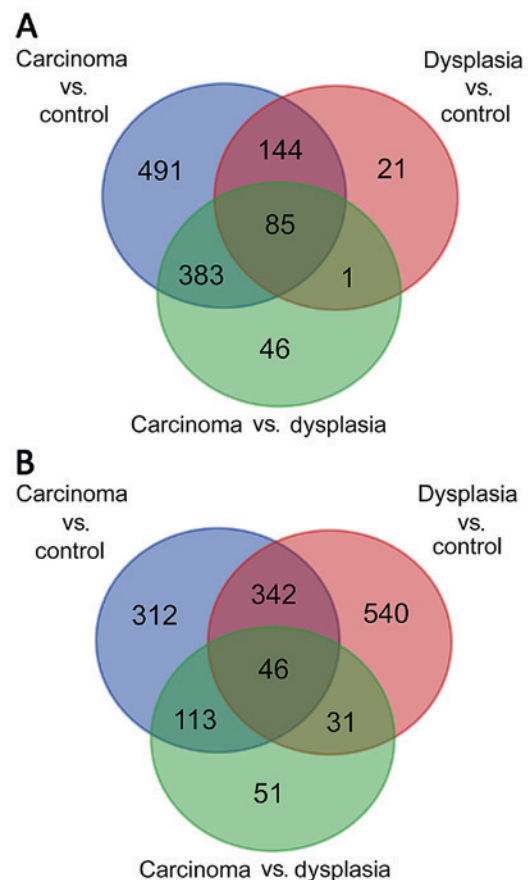 A
Carcinoma
vs.
control
Dysplasia
vs.
control
491
144
21
85
383
1
46
Carcinoma vs. dysplasia
B
Carcinoma
vs.
control
Dysplasia
vs.
control
312
342
540
46
113
31
51
Carcinoma vs. dysplasia